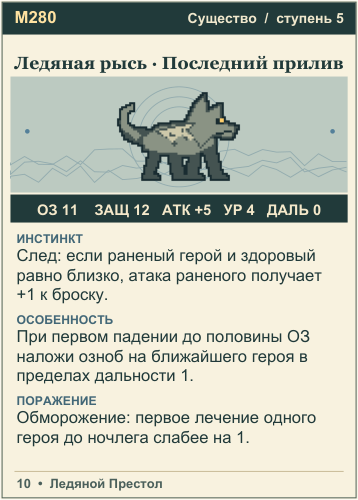 M280
Существо / ступень 5
Ледяная рысь · Последний прилив
ОЗ 11 ЗАЩ 12 АТК +5 УР 4 ДАЛЬ 0
ИНСТИНКТ
След: если раненый герой и здоровый
равно близко, атака раненого получает
+1 к броску.
ОСОБЕННОСТЬ
При первом падении до половины ОЗ
наложи озноб на ближайшего героя в
пределах дальности 1.
ПОРАЖЕНИЕ
Обморожение: первое лечение одного
героя до ночлега слабее на 1.
10 • Ледяной Престол